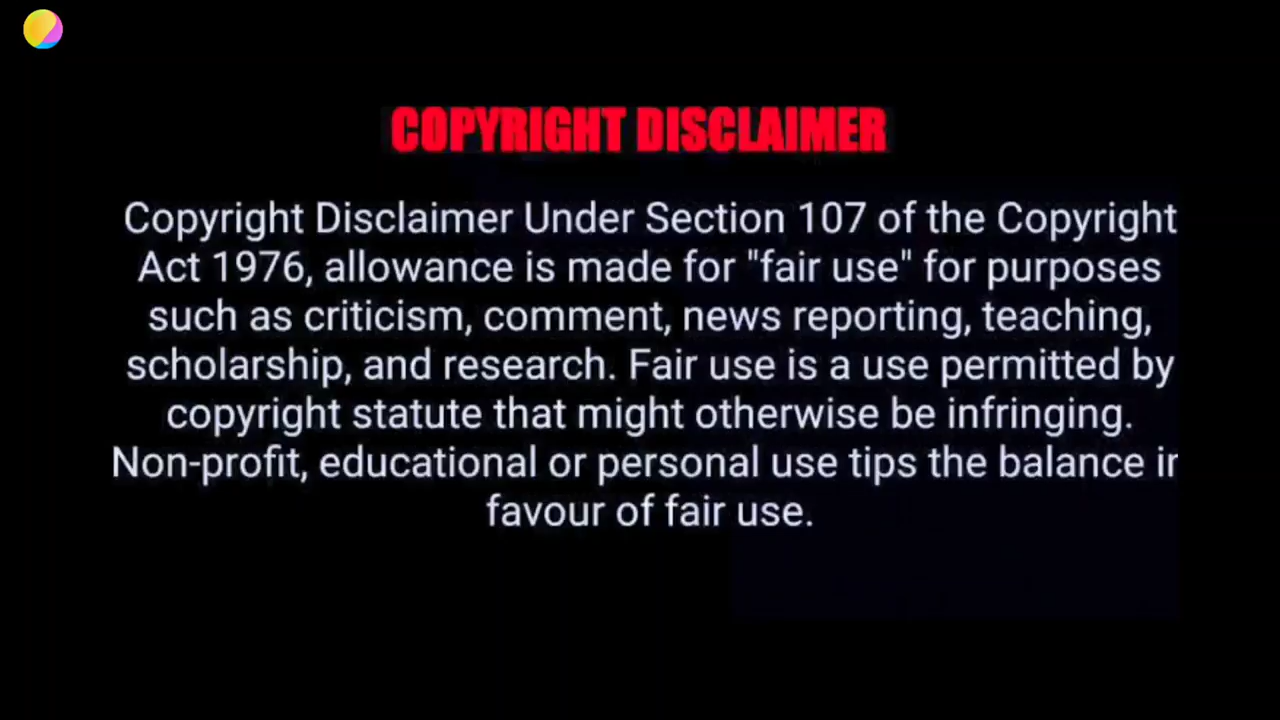 COPYRIGHT DISCLAIMER
Copyright Disclaimer Under Section 107 of the Copyright
Act 1976, allowance is made for "fair use" for purposes
such as criticism, comment, news reporting, teaching,
scholarship, and research. Fair use is a use permitted by
copyright statute that might otherwise be infringing.
Non-profit, educational or personal use tips the balance in
favour of fair use.